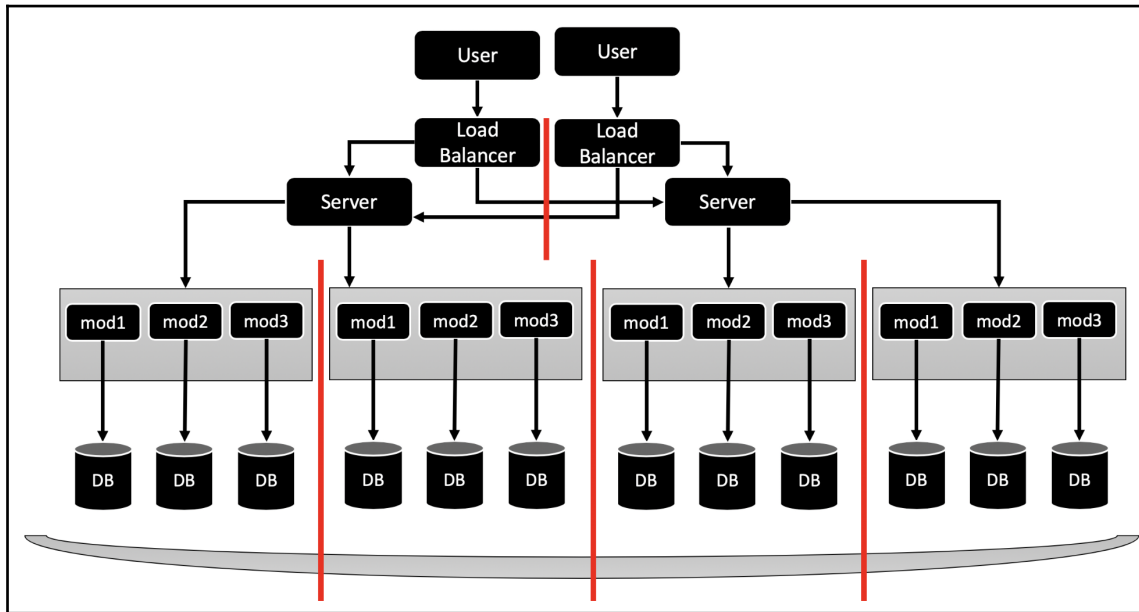 User
User
Load
Balancer
Load
Balancer
Server
Server
mod1
mod2
mod3
mod1
mod2
mod3
mod1
mod2
mod3
mod1
mod2
mod3
DB
DB
DB
DB
DB
DB
DB
DB
DB
DB
DB
DB